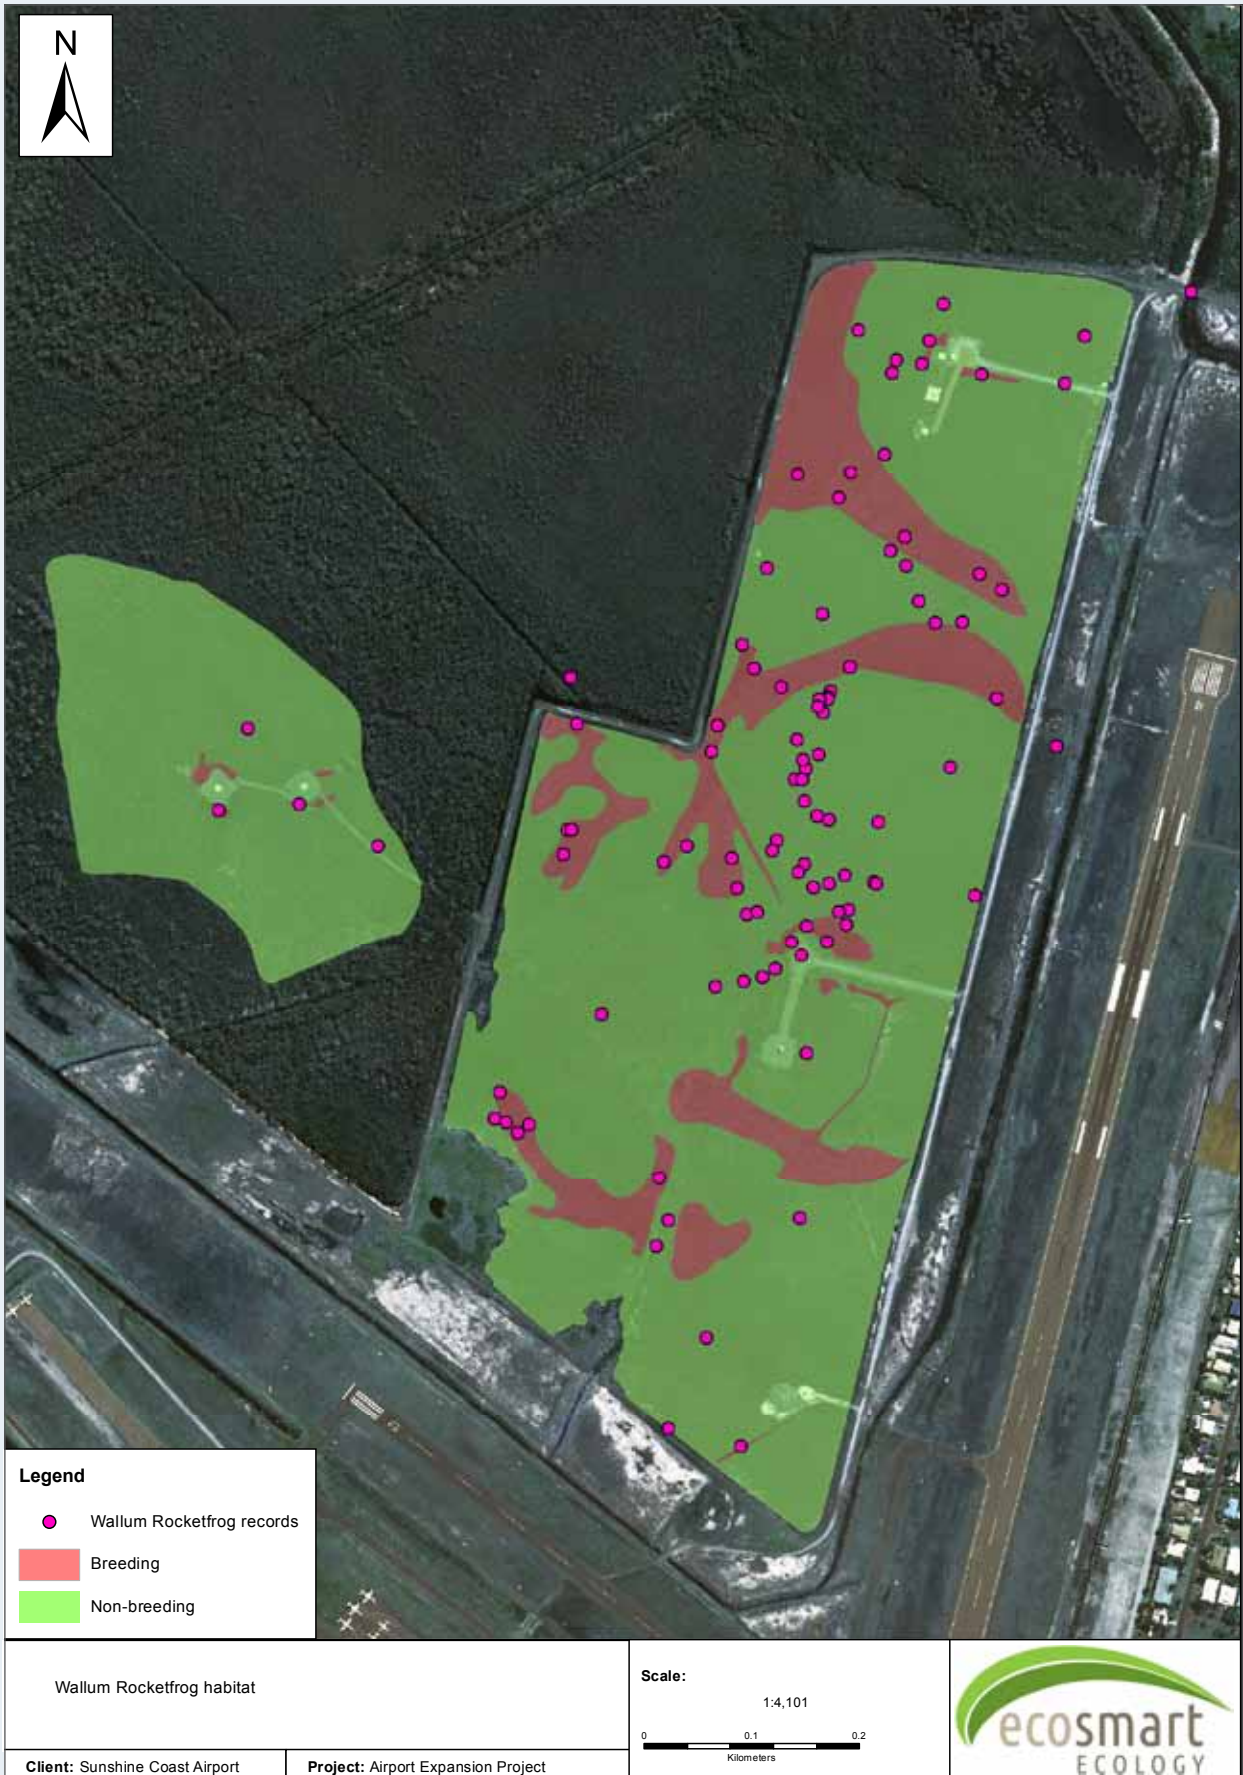 N
Legend
Wallum Rocketfrog records
Breeding
Non-breeding
Wallum Rocketfrog habitat
Scale:
1:4,101
0 0.1 0.2
Kilometers
Client: Sunshine Coast Airport
Project: Airport Expansion Project
ecosmart
ECOLOGY